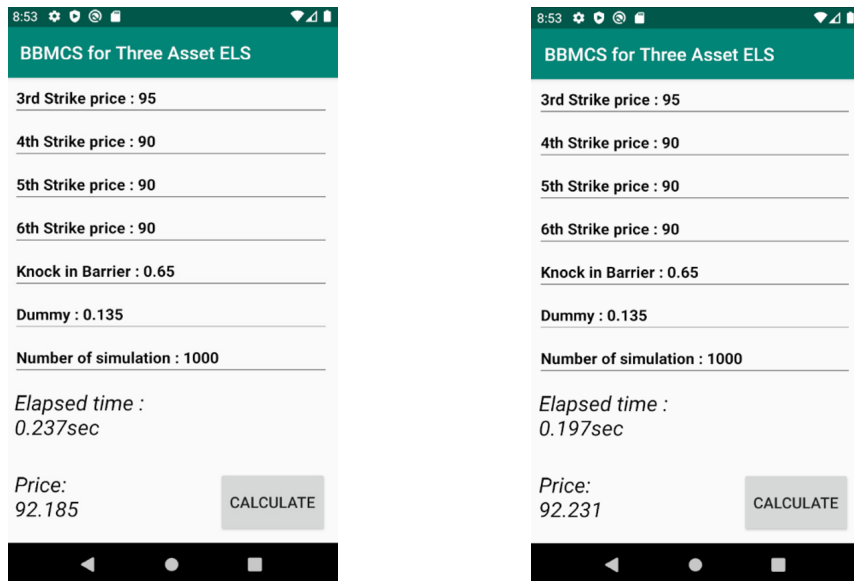 8:53
BBMCS for Three Asset ELS
3rd Strike price : 95
4th Strike price : 90
5th Strike price : 90
6th Strike price : 90
Knock in Barrier : 0.65
Dummy : 0.135
Number of simulation : 1000
Elapsed time :
0.237sec
Price:
92.185
CALCULATE
8:53
BBMCS for Three Asset ELS
3rd Strike price : 95
4th Strike price : 90
5th Strike price : 90
6th Strike price : 90
Knock in Barrier : 0.65
Dummy : 0.135
Number of simulation : 1000
Elapsed time :
0.197sec
Price:
92.231
CALCULATE